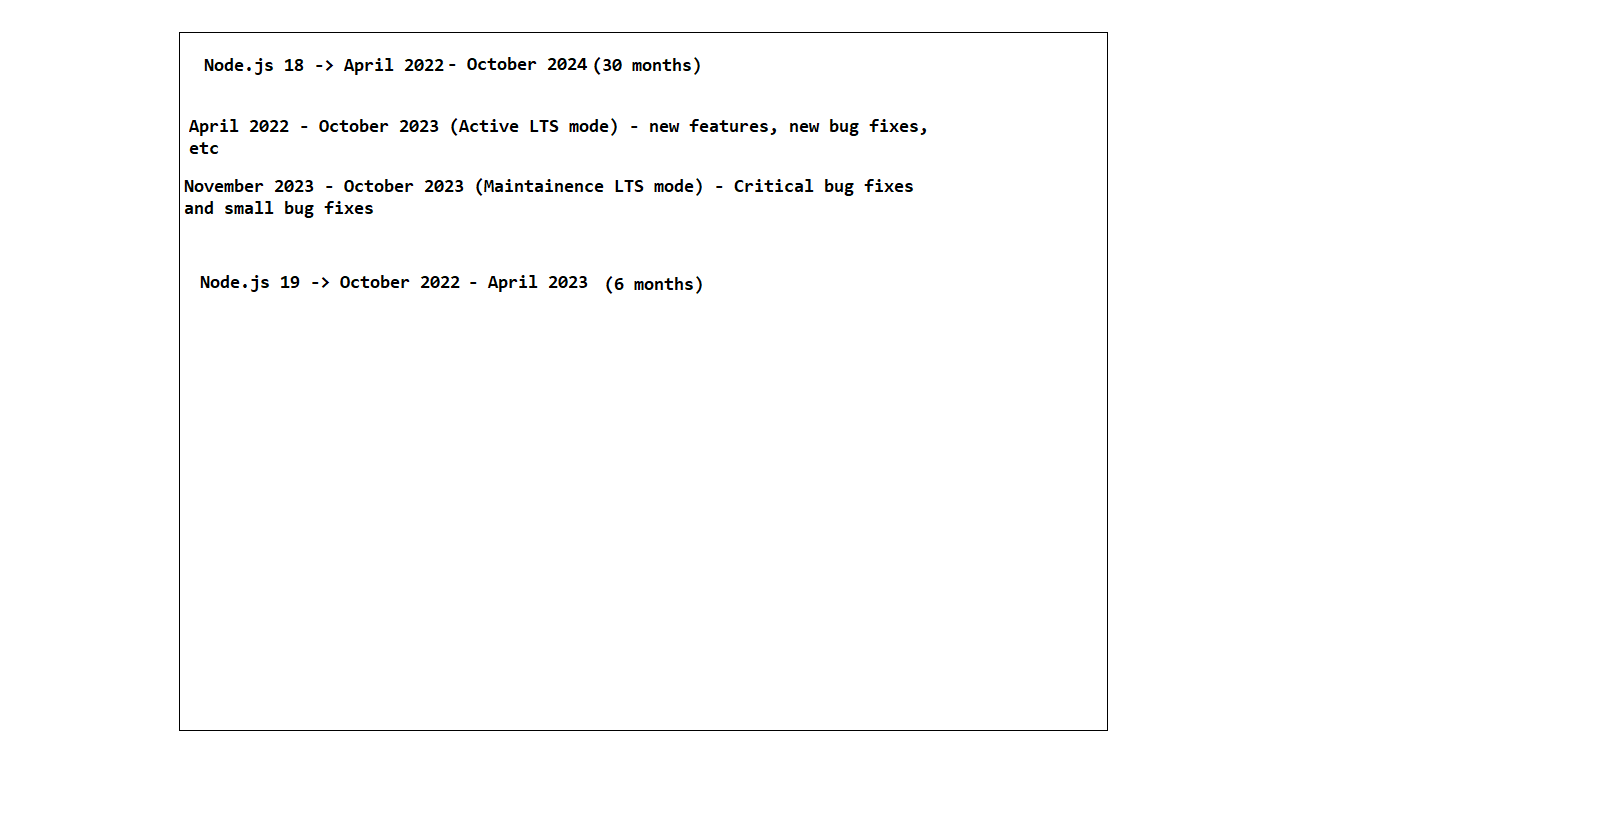 Node.js 18 -> April 2022 - October 2024 (30 months)
April 2022 - October 2023 (Active LTS mode) - new features, new bug fixes,
etc
November 2023 - October 2023 (Maintainence LTS mode) - Critical bug fixes
and small bug fixes
Node.js 19 -> October 2022 - April 2023 (6 months)